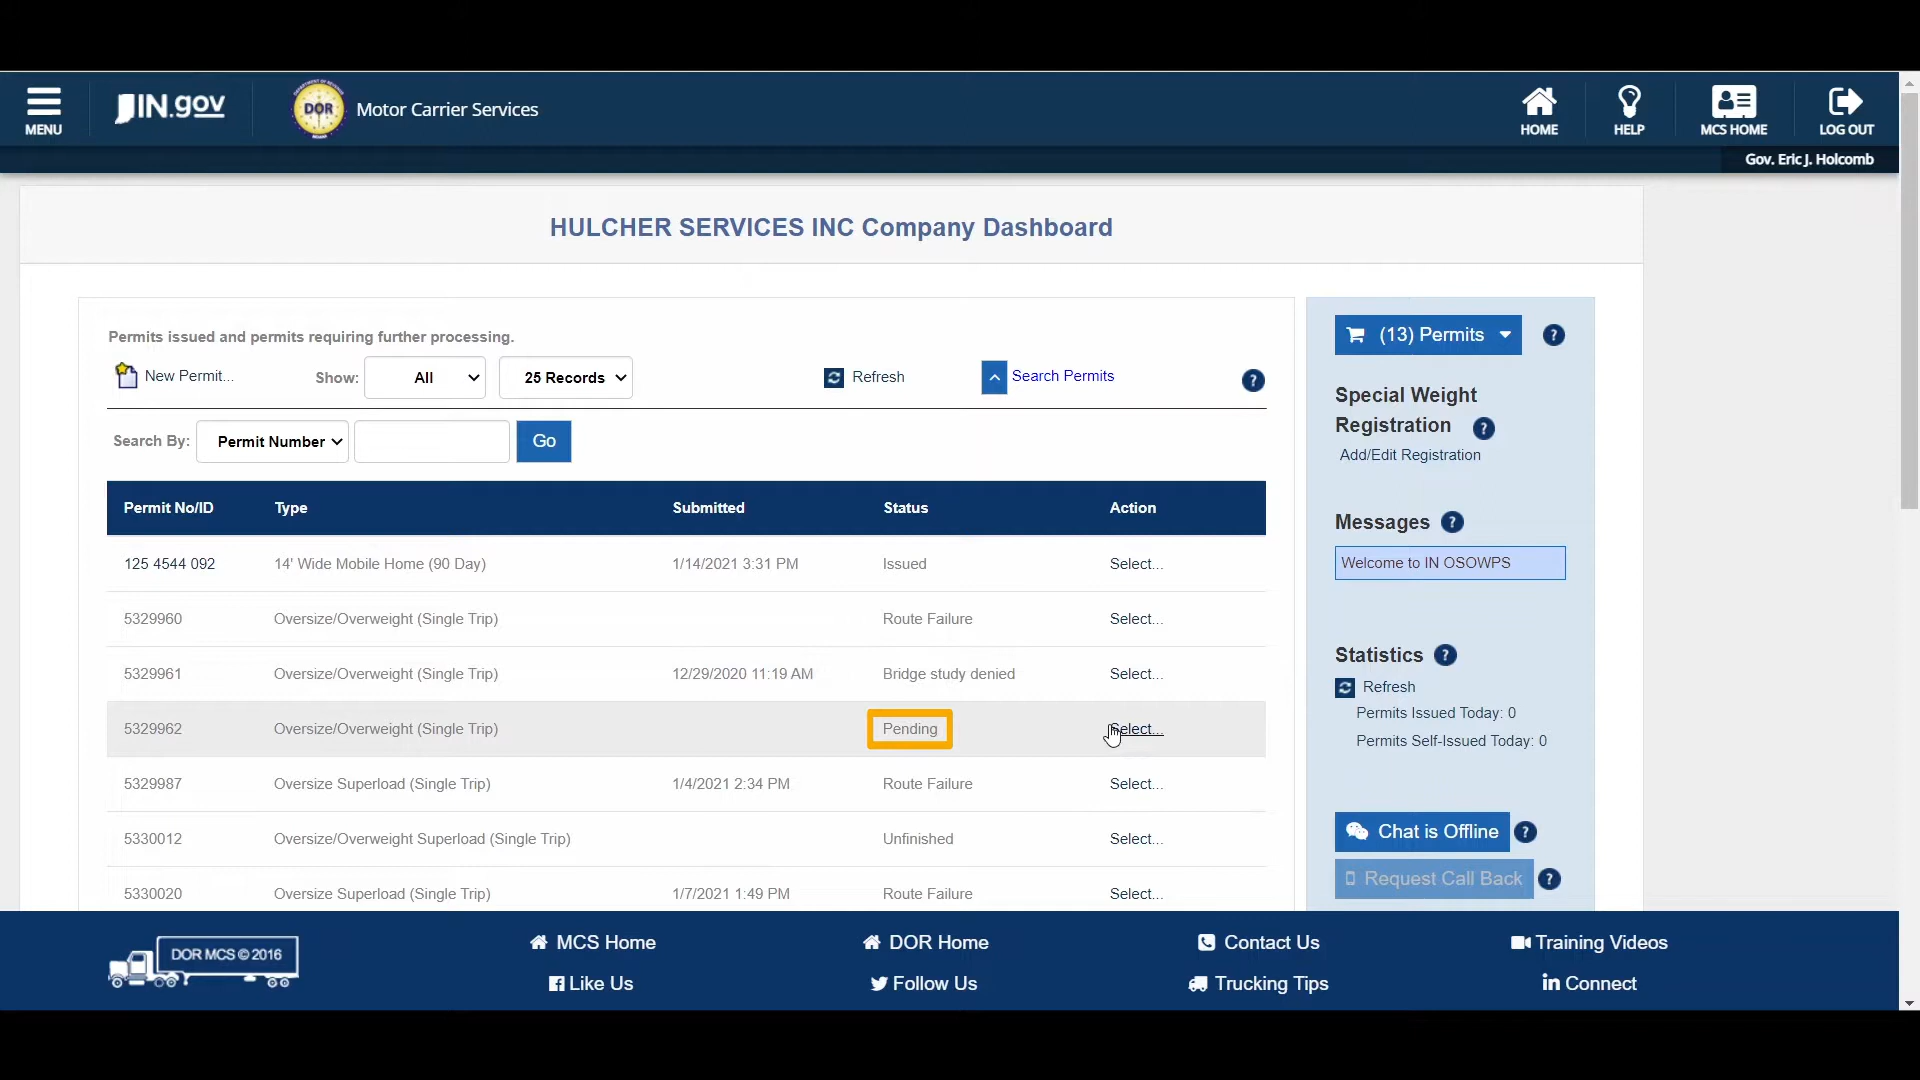 MENU
IN.gov
DOR
Motor Carrier Services
HOME
HELP
MCS HOME
LOG OUT
Gov. Eric J. Holcomb
HULCHER SERVICES INC Company Dashboard
Permits issued and permits requiring further processing.
New Permit...
Show:
All
25 Records
Refresh
Search Permits
?
Search By:
Permit Number
Go
Permit No/ID Type Submitted Status Action
125 4544 092 14' Wide Mobile Home (90 Day) 1/14/2021 3:31 PM Issued Select...
5329960 Oversize/Overweight (Single Trip) Route Failure Select...
5329961 Oversize/Overweight (Single Trip) 12/29/2020 11:19 AM Bridge study denied Select...
5329962 Oversize/Overweight (Single Trip) Pending Select...
5329987 Oversize Superload (Single Trip) 1/4/2021 2:34 PM Route Failure Select...
5330012 Oversize/Overweight Superload (Single Trip) Unfinished Select...
5330020 Oversize Superload (Single Trip) 1/7/2021 1:49 PM Route Failure Select...
(13) Permits ?
Special Weight
Registration ?
Add/Edit Registration
Messages ?
Welcome to IN OSOWPS
Statistics ?
Refresh
Permits Issued Today: 0
Permits Self-Issued Today: 0
Chat is Offline ?
Request Call Back ?
DOR MCS © 2016
MCS Home
DOR Home
Contact Us
Training Videos
Like Us
Follow Us
Trucking Tips
Connect